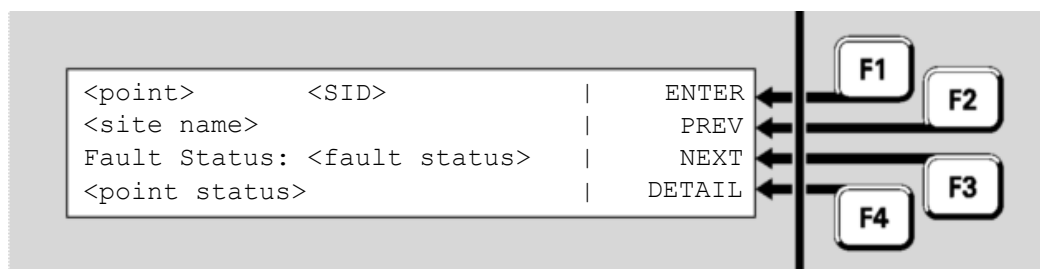 <point> <SID> | ENTER
<site name> | PREV
Fault Status: <fault status> | NEXT
<point status> | DETAIL
F1
F2
F3
F4